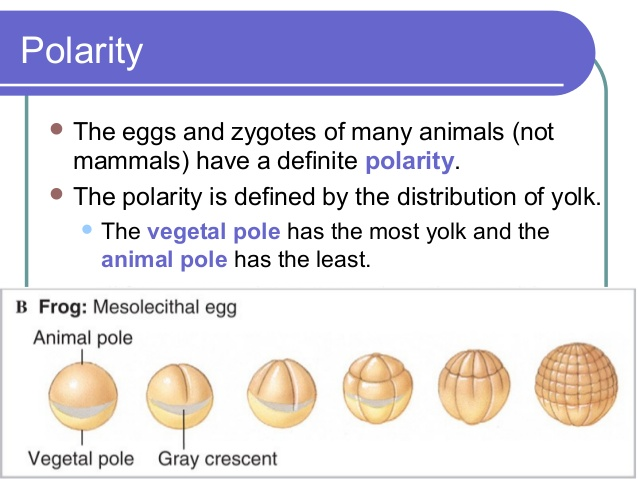 Polarity
The eggs and zygotes of many animals (not
mammals) have a definite polarity.
The polarity is defined by the distribution of yolk.
The vegetal pole has the most yolk and the
animal pole has the least.
B Frog: Mesolecithal egg
Animal pole
Vegetal pole
Gray crescent